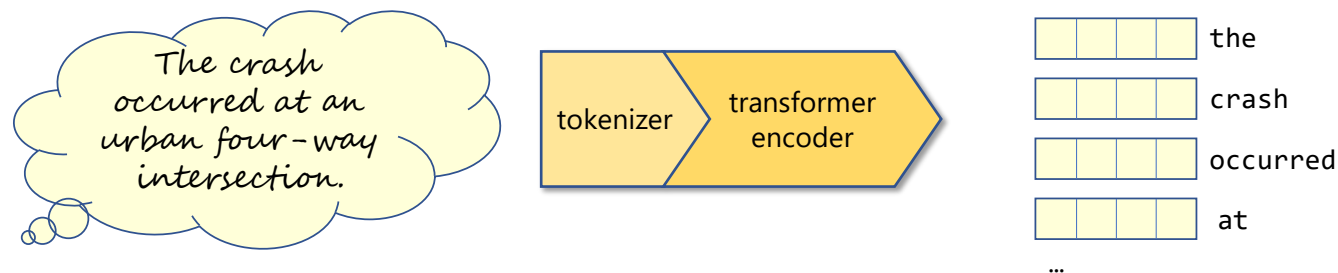 The crash
occurred at an
urban four-way
intersection.
tokenizer
transformer
encoder
the
crash
occurred
at
…